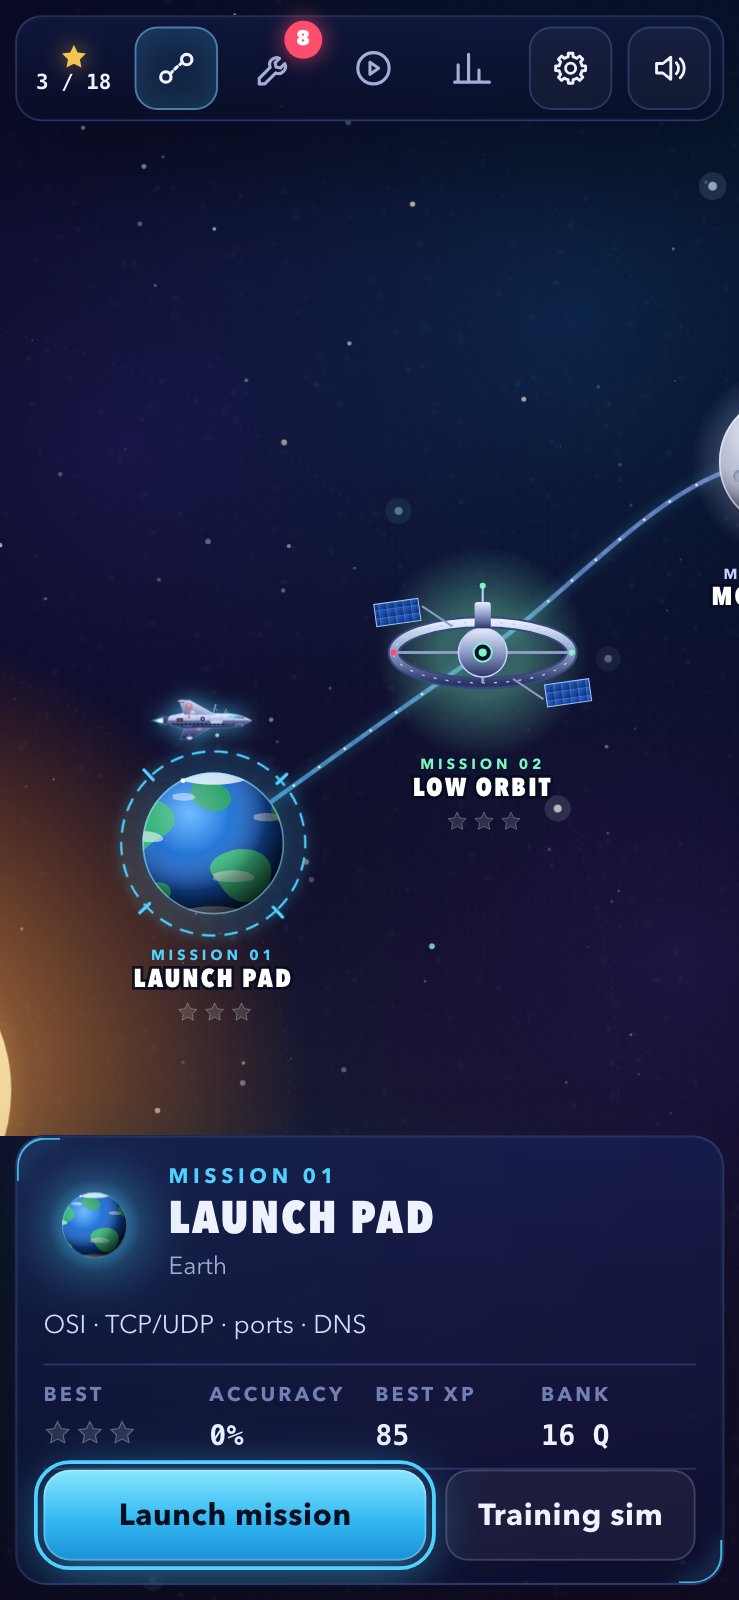 8
3 / 18
M
MO
MISSION 02
LOW ORBIT
MISSION 01
LAUNCH PAD
MISSION 01
LAUNCH PAD
Earth
OSI · TCP/UDP · ports · DNS
BEST ACCURACY BEST XP BANK
0% 85 16 Q
Launch mission Training sim